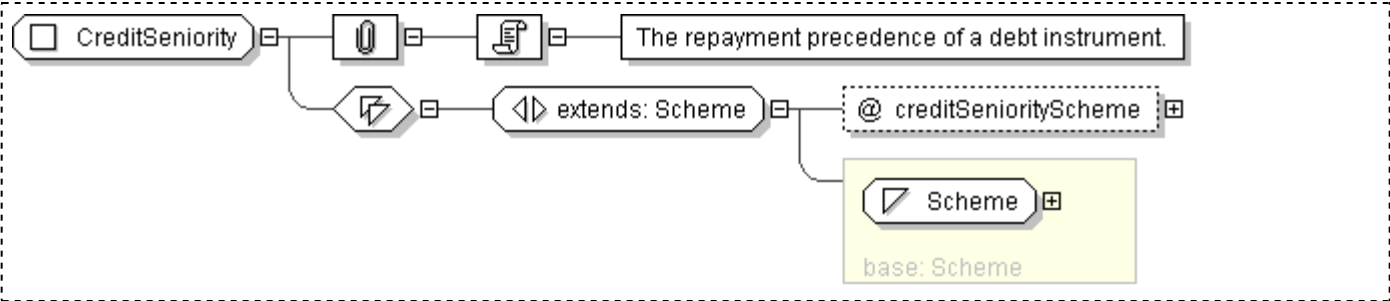 CreditSeniority
The repayment precedence of a debt instrument.
extends: Scheme
@ creditSeniorityScheme
Scheme
base: Scheme